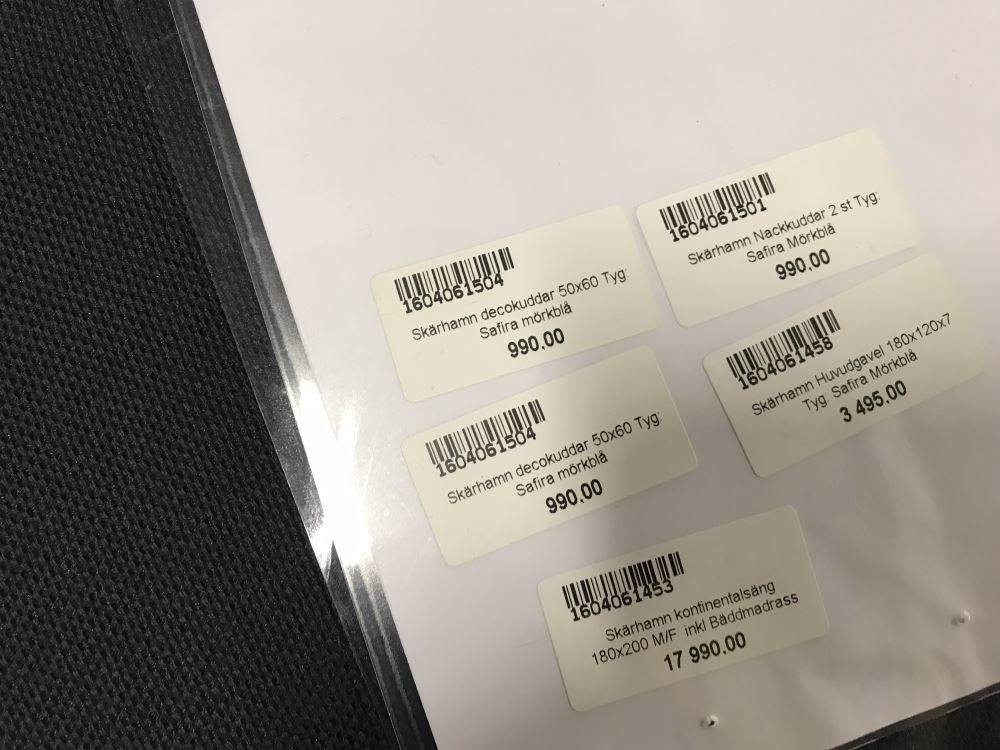 1604061504
Skärhamn decokuddar 50x60 Tyg:
Safira mörkblå
990.00
1604061501
Skärhamn Nackkuddar 2 st Tyg:
Safira Mörkblå
990.00
1604061504
Skärhamn decokuddar 50x60 Tyg:
Safira mörkblå
990.00
1604061458
Skärhamn Huvudgavel 180x120x7
Tyg: Safira Mörkblå
3 495.00
1604061453
Skärhamn kontinentalsäng
180x200 M/F inkl Bäddmadrass
17 990.00